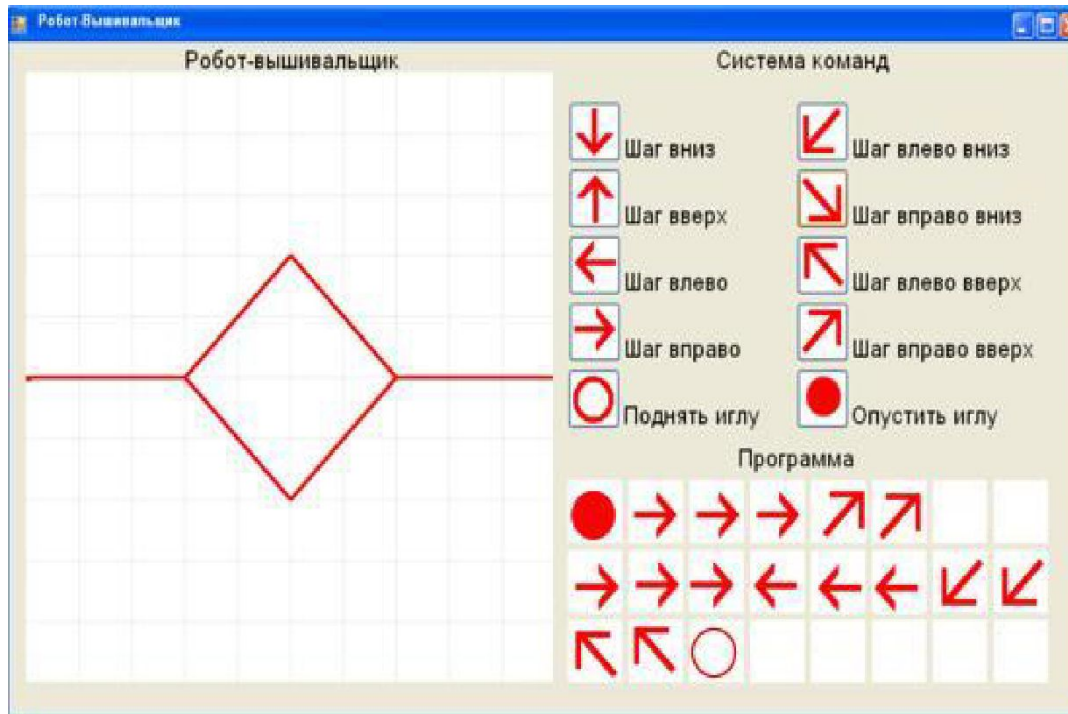 Робот-Вышивальщик
Робот-вышивальщик
Система команд
Шаг вниз
Шаг влево вниз
Шаг вверх
Шаг вправо вниз
Шаг влево
Шаг влево вверх
Шаг вправо
Шаг вправо вверх
Поднять иглу
Опустить иглу
Программа